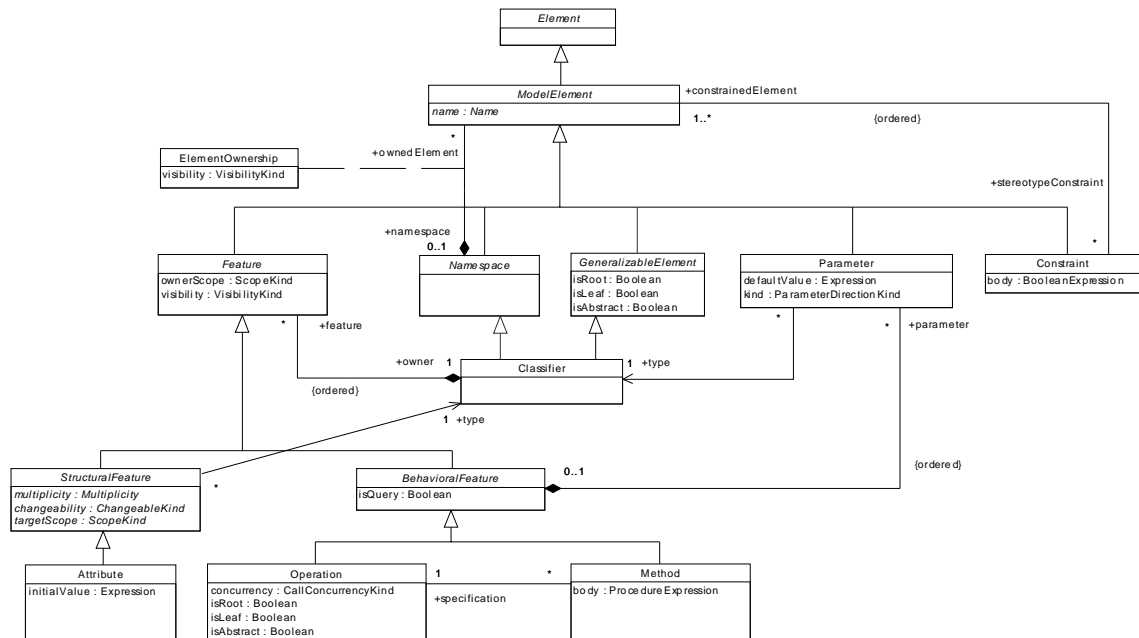 Element
ModelElement
name : Name
+constrainedElement
1..*
{ordered}
*
+ownedElement
ElementOwnership
visibility : VisibilityKind
+stereotypeConstraint
+namespace
0..1
*
Feature
ownerScope : ScopeKind
visibility : VisibilityKind
Namespace
GeneralizableElement
isRoot : Boolean
isLeaf : Boolean
isAbstract : Boolean
Parameter
defaultValue : Expression
kind : ParameterDirectionKind
Constraint
body : BooleanExpression
*
+feature
*
*
+parameter
+owner
1
Classifier
1
+type
{ordered}
1
+type
StructuralFeature
multiplicity : Multiplicity
changeability : ChangeableKind
targetScope : ScopeKind
*
BehavioralFeature
isQuery : Boolean
0..1
{ordered}
Attribute
initialValue : Expression
Operation
concurrency : CallConcurrencyKind
isRoot : Boolean
isLeaf : Boolean
isAbstract : Boolean
1
*
+specification
Method
body : ProcedureExpression